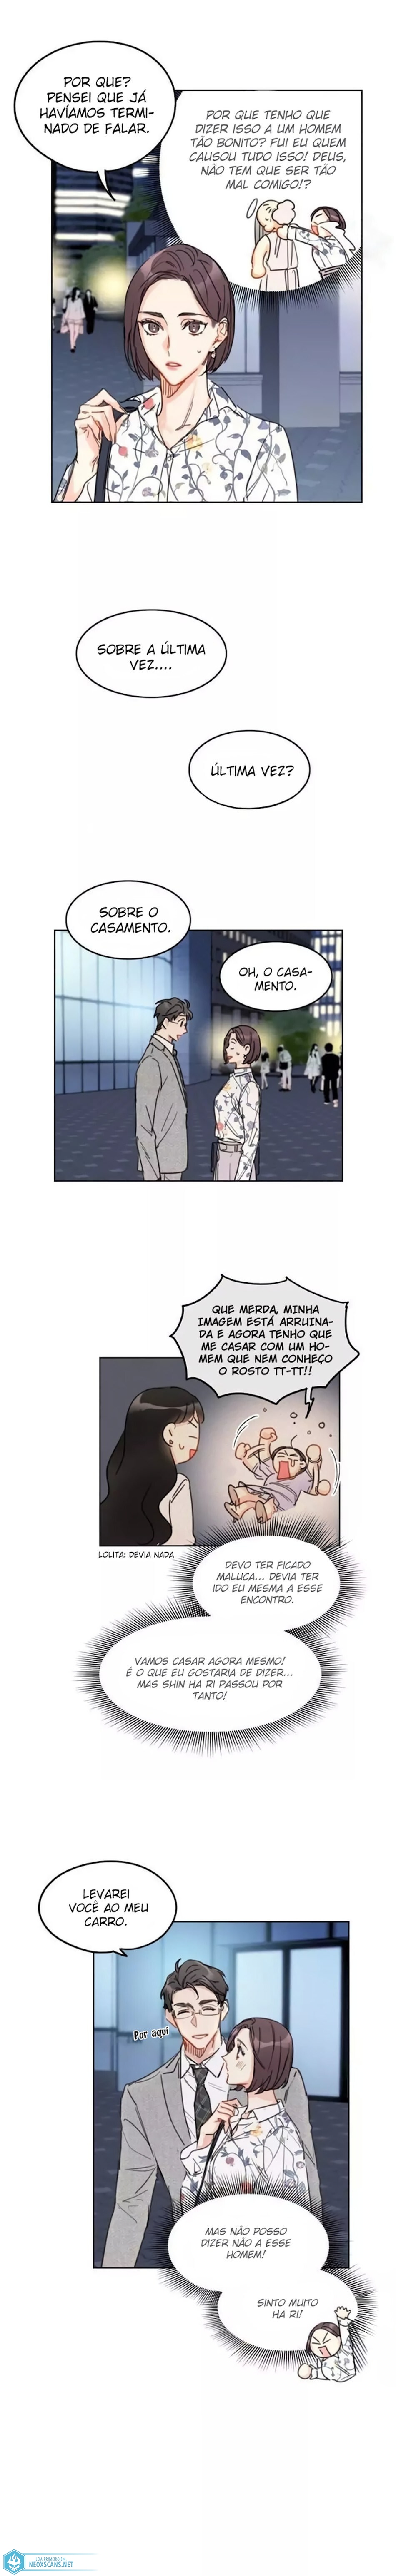 POR QUE?
PENSEI QUE JÁ
HAVÍAMOS TERMI-
NADO DE FALAR.
POR QUE TENHO QUE
DIZER ISSO A UM HOMEM
TÃO BONITO? FUI EU QUEM
CAUSOU TUDO ISSO! DEUS,
NÃO TEM QUE SER TÃO
MAL COMIGO!?
SOBRE A ÚLTIMA
VEZ....
ÚLTIMA VEZ?
SOBRE O
CASAMENTO.
OH, O CASA-
MENTO.
QUE MERDA, MINHA
IMAGEM ESTÁ ARRUINA-
DA E AGORA TENHO QUE
ME CASAR COM UM HO-
MEM QUE NEM CONHEÇO
O ROSTO TT-TT!!
LOLITA: DEVIA NADA
DEVO TER FICADO
MALUCA... DEVIA TER
IDO EU MESMA A ESSE
ENCONTRO.
VAMOS CASAR AGORA MESMO!
É O QUE EU GOSTARIA DE DIZER...
MAS SHIN HA RI PASSOU POR
TANTO!
LEVAREI
VOCÊ AO MEU
CARRO.
Por aqui
MAS NÃO POSSO
DIZER NÃO A ESSE
HOMEM!
SINTO MUITO
HA RI!
LEIA PRIMEIRO EM:
NEOXSCANS.NET